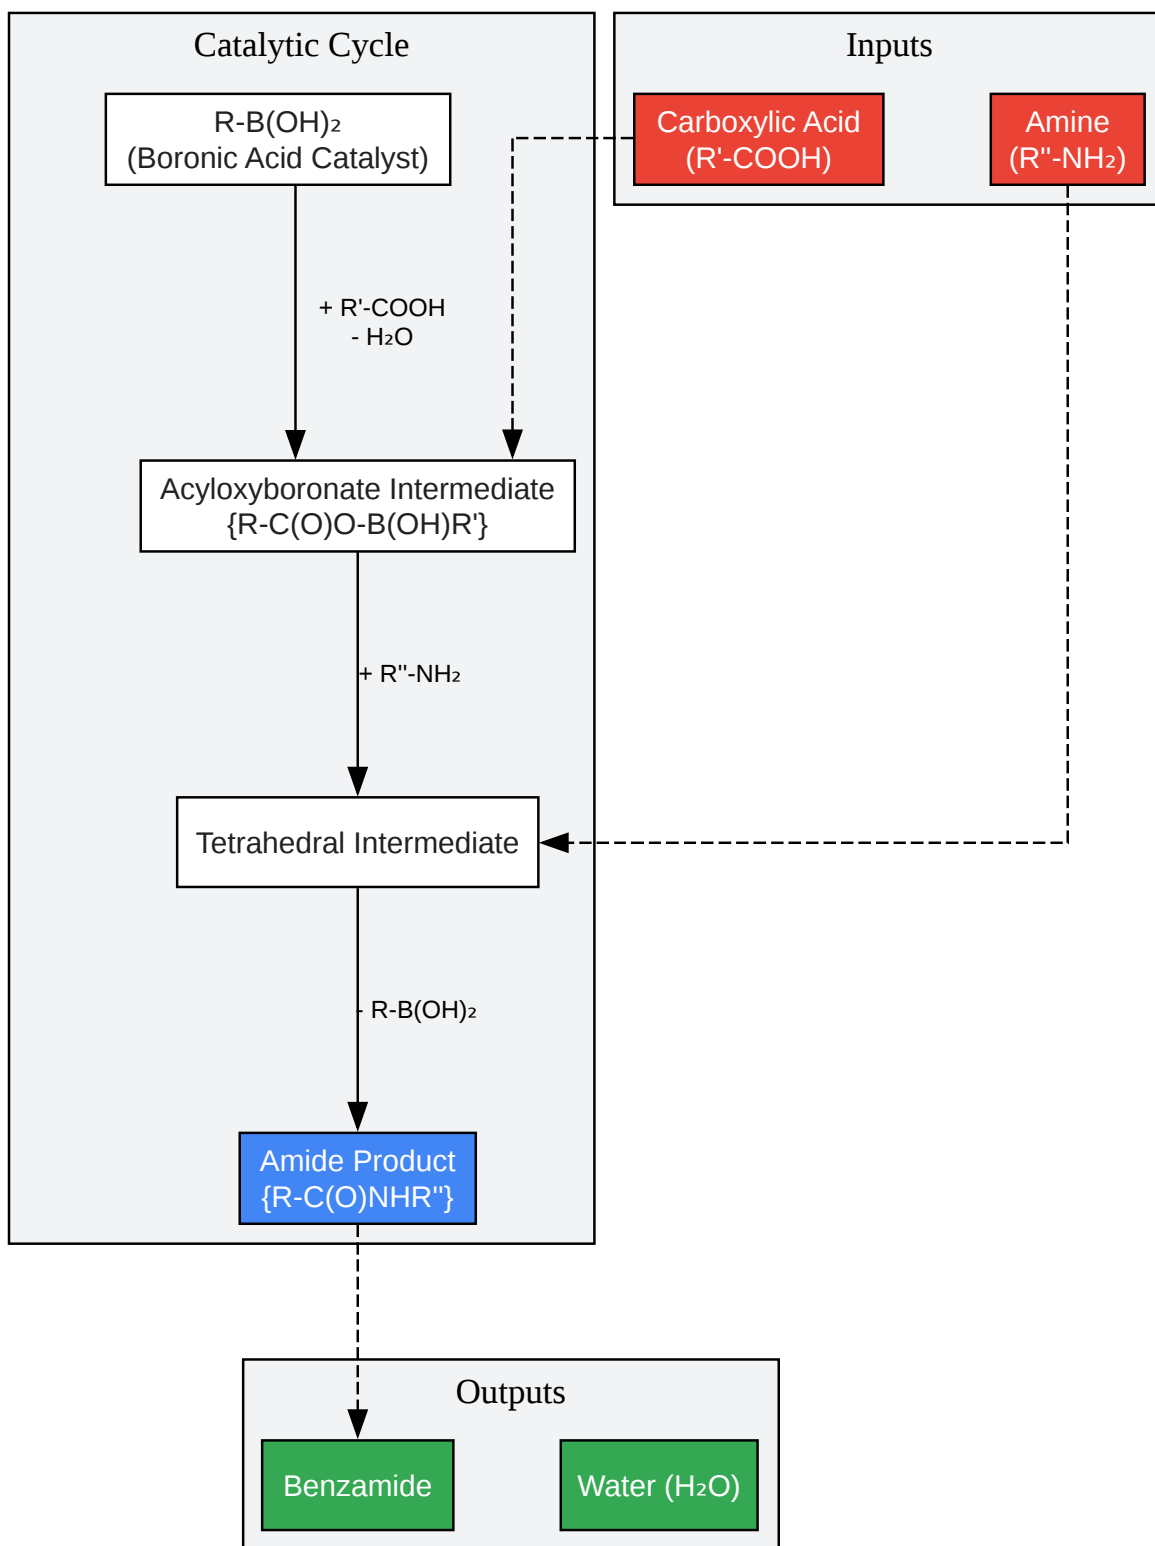 Catalytic Cycle
R-B(OH)₂
(Boronic Acid Catalyst)
+ R'-COOH
- H₂O
Acyloxyboronate Intermediate
{R-C(O)O-B(OH)R'}
+ R''-NH₂
Tetrahedral Intermediate
- R-B(OH)₂
Amide Product
{R-C(O)NHR''}
Inputs
Carboxylic Acid
(R'-COOH)
Amine
(R''-NH₂)
Outputs
Benzamide
Water (H₂O)